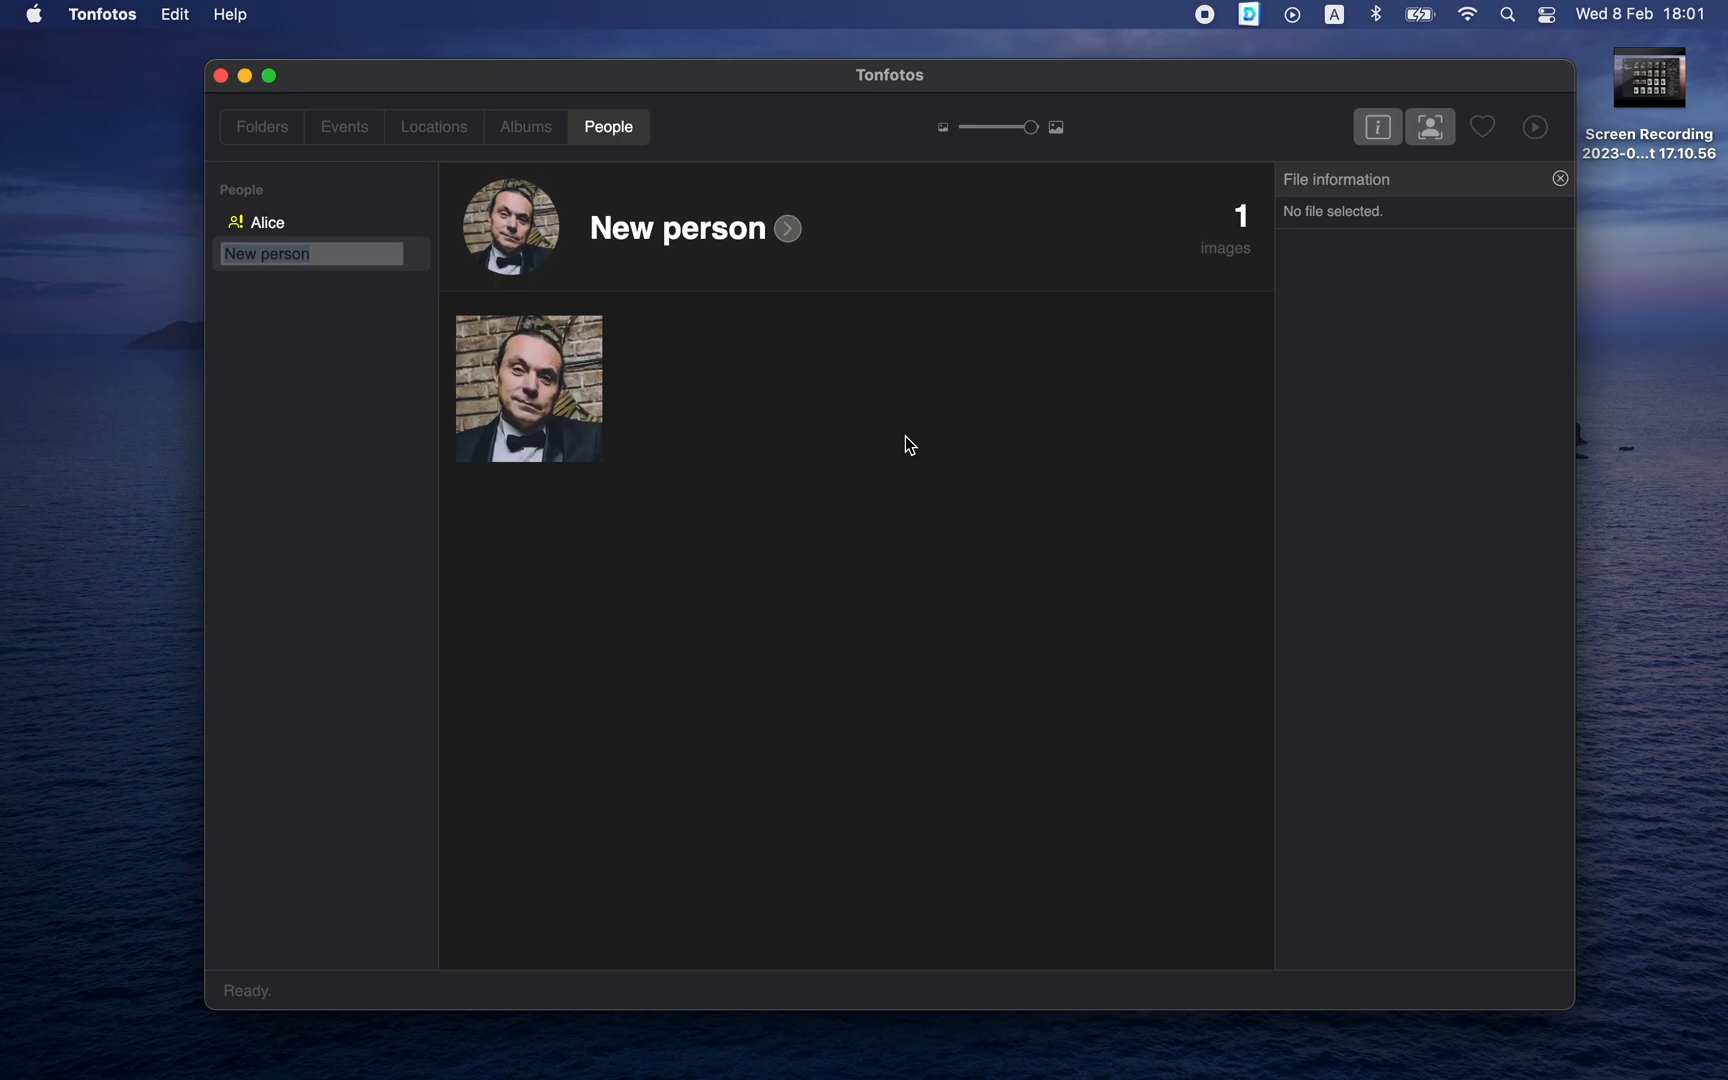 Tonfotos Edit Help
A
Wed 8 Feb 18:01
Tonfotos
Folders Events Locations Albums People
i
Screen Recording
2023-0...t 17.10.56
People
Alice
New person
New person
1
images
File information
No file selected.
Ready.